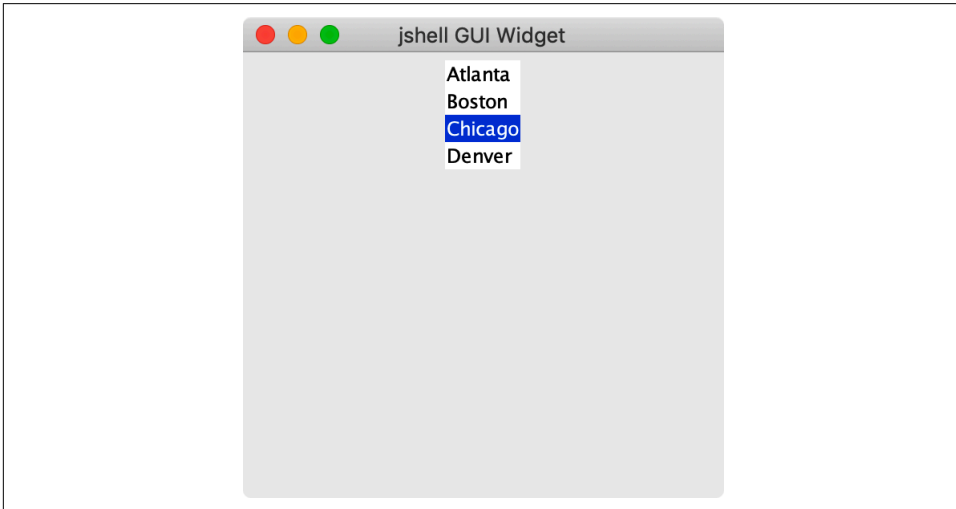 jshell GUI Widget
Atlanta
Boston
Chicago
Denver